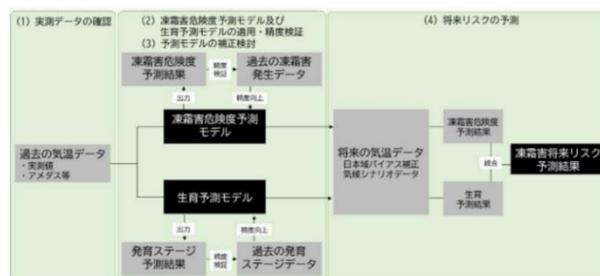 (1) 実測データの確認
(2) 凍霜害危険度予測モデル及び
生育予測モデルの適用・精度検証
(3) 予測モデルの補正検討
(4) 将来リスクの予測
凍霜害危険度
予測結果
精度
検証
過去の凍霜害
発生データ
出力
精度向上
凍霜害危険度予測
モデル
過去の気温データ
・実測値
・アメダス等
生育予測モデル
出力
精度向上
発育ステージ
予測結果
精度
検証
過去の発育
ステージデータ
将来の気温データ
日本域バイアス補正
気候シナリオデータ
凍霜害危険度
予測結果
統合
生育
予測結果
凍霜害将来リスク
予測結果